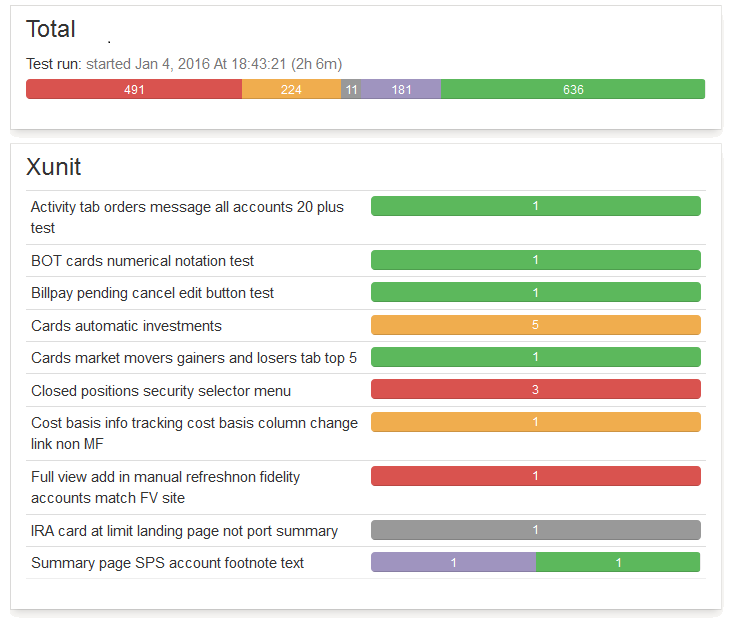 Total
Test run: started Jan 4, 2016 At 18:43:21 (2h 6m)
491 224 11 181 636
Xunit
Activity tab orders message all accounts 20 plus 1
test
BOT cards numerical notation test 1
Billpay pending cancel edit button test 1
Cards automatic investments 5
Cards market movers gainers and losers tab top 5 1
Closed positions security selector menu 3
Cost basis info tracking cost basis column change 1
link non MF
Full view add in manual refreshnon fidelity 1
accounts match FV site
IRA card at limit landing page not port summary 1
Summary page SPS account footnote text 1 1